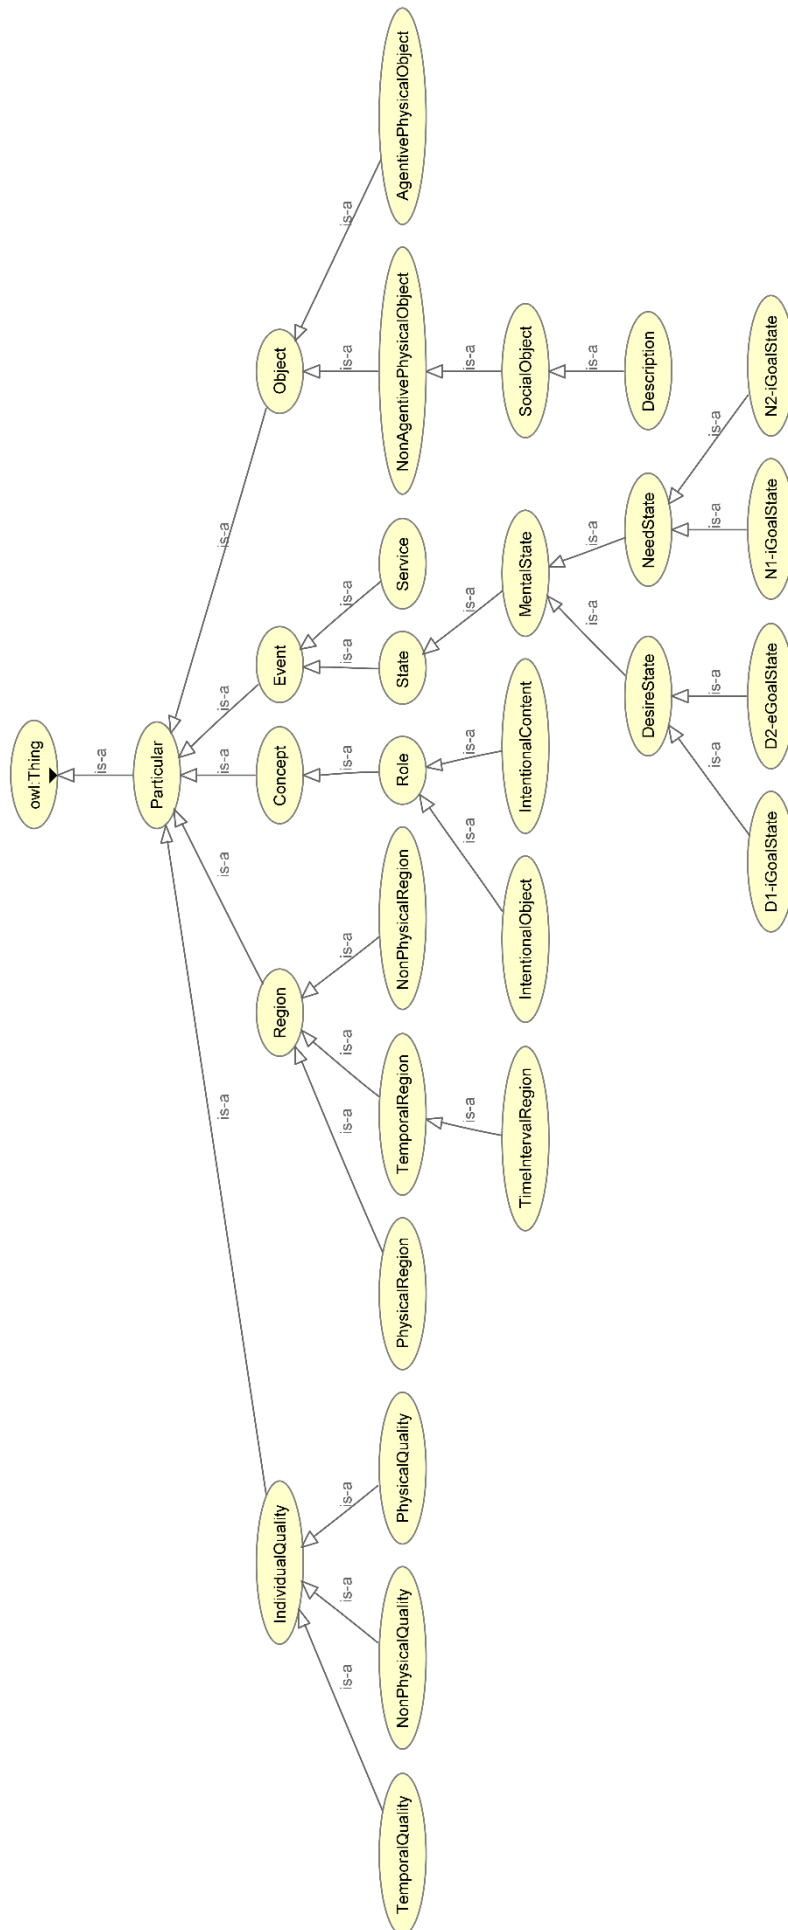 owl:Thing
is-a
Particular
is-a
is-a
is-a
is-a
is-a
IndividualQuality
Region
Concept
Event
Object
is-a
is-a
is-a
is-a
is-a
is-a
is-a
is-a
is-a
is-a
is-a
TemporalQuality
NonPhysicalQuality
PhysicalQuality
PhysicalRegion
TemporalRegion
NonPhysicalRegion
Role
State
Service
NonAgentivePhysicalObject
AgentivePhysicalObject
is-a
is-a
is-a
is-a
is-a
TimeIntervalRegion
IntentionalObject
IntentionalContent
MentalState
SocialObject
is-a
is-a
is-a
DesireState
NeedState
Description
is-a
is-a
is-a
is-a
D1-iGoalState
D2-eGoalState
N1-iGoalState
N2-iGoalState